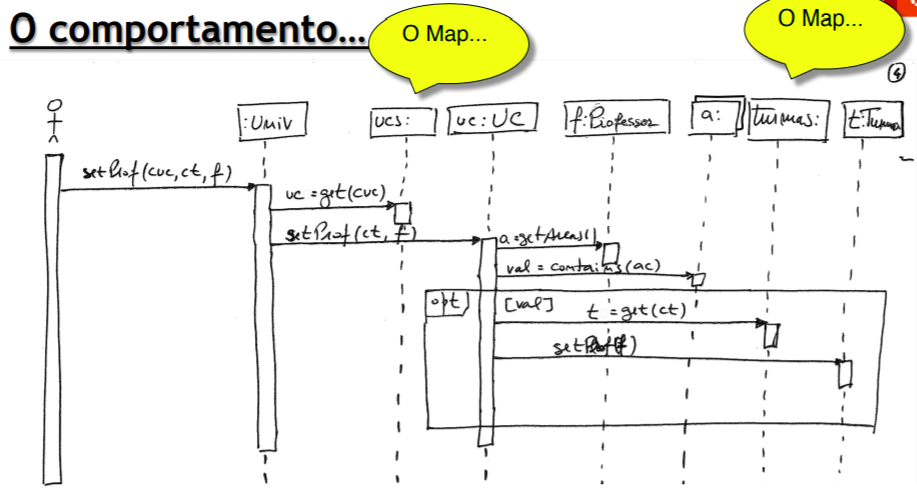 O comportamento...
O Map...
O Map...
4
:Univ
ucs:
uc:UC
f:Professor
a:
turmas:
t:Turma
setProf(cuc,ct,f)
uc=get(cuc)
setProf(ct, f)
a=getAreas()
val=contains(ac)
opt
[val]
t=get(ct)
setProf(f)